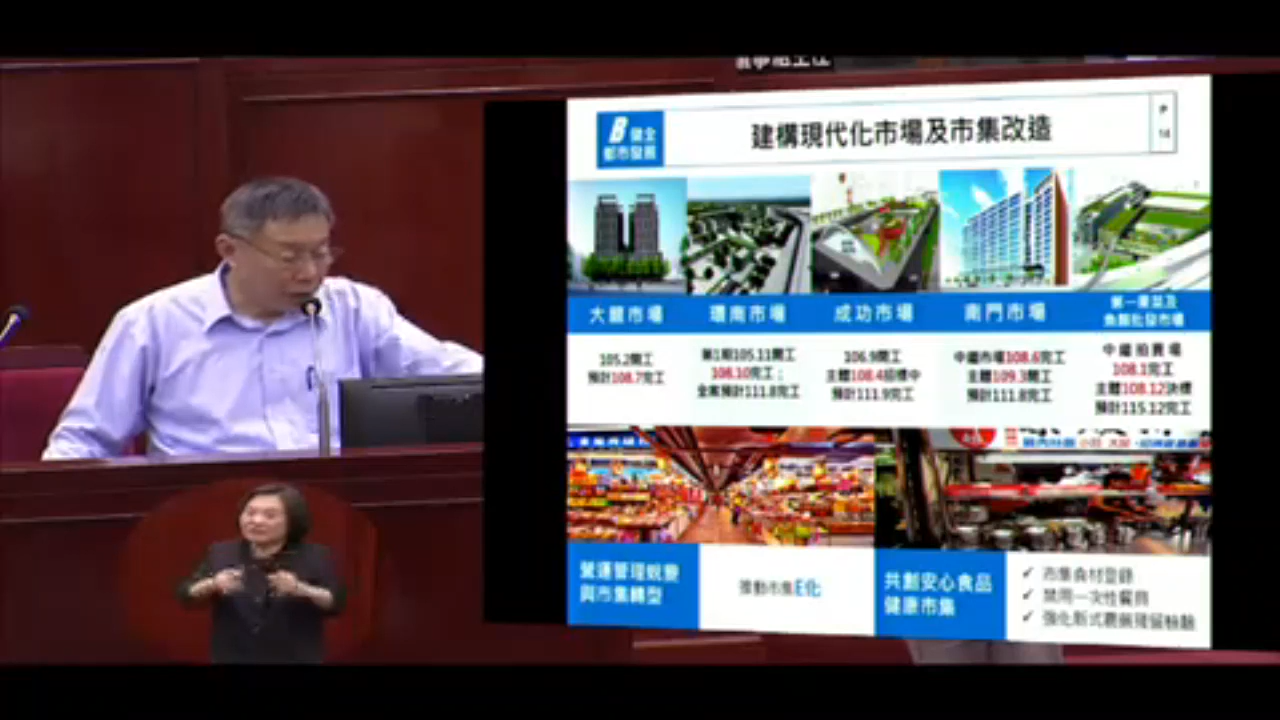 B 健全
都市發展
建構現代化市場及市集改造
P
14
大龍市場
環南市場
成功市場
南門市場
第一果菜及
魚類批發市場
105.2開工
預計108.7完工
第1期105.11開工
108.10完工；
全案預計111.8完工
106.9開工
主體108.4招標中
預計111.9完工
中繼市場108.6完工
主體109.3開工
預計111.8完工
中繼拍賣場
108.1完工
主體108.12決標
預計115.12完工
營運管理蛻變
與市集轉型
推動市集E化
共創安心食品
健康市集
✓ 市集食材登錄
✓ 禁用一次性餐具
✓ 強化新式農藥殘留檢驗